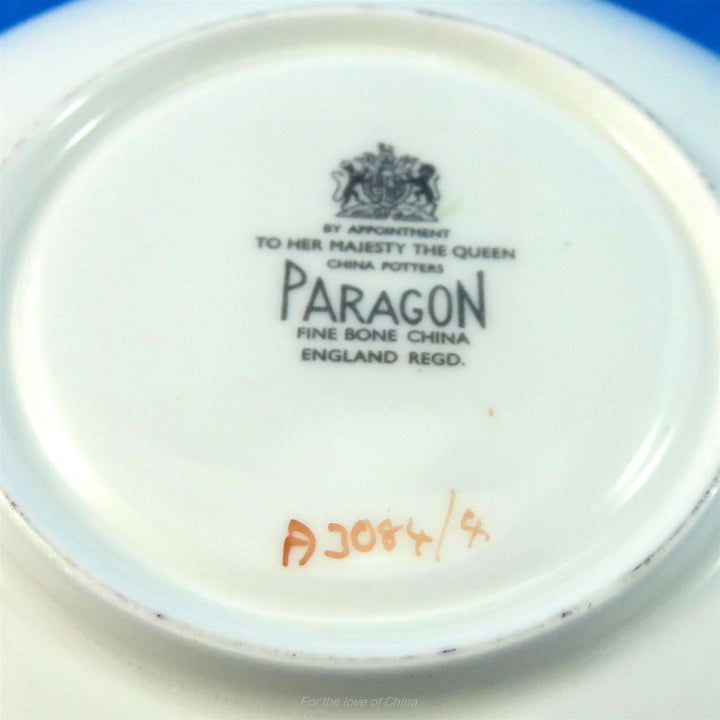 BY APPOINTMENT
TO HER MAJESTY THE QUEEN
CHINA POTTERS
PARAGON
FINE BONE CHINA
ENGLAND REGD.
A3084/4
For the love of China